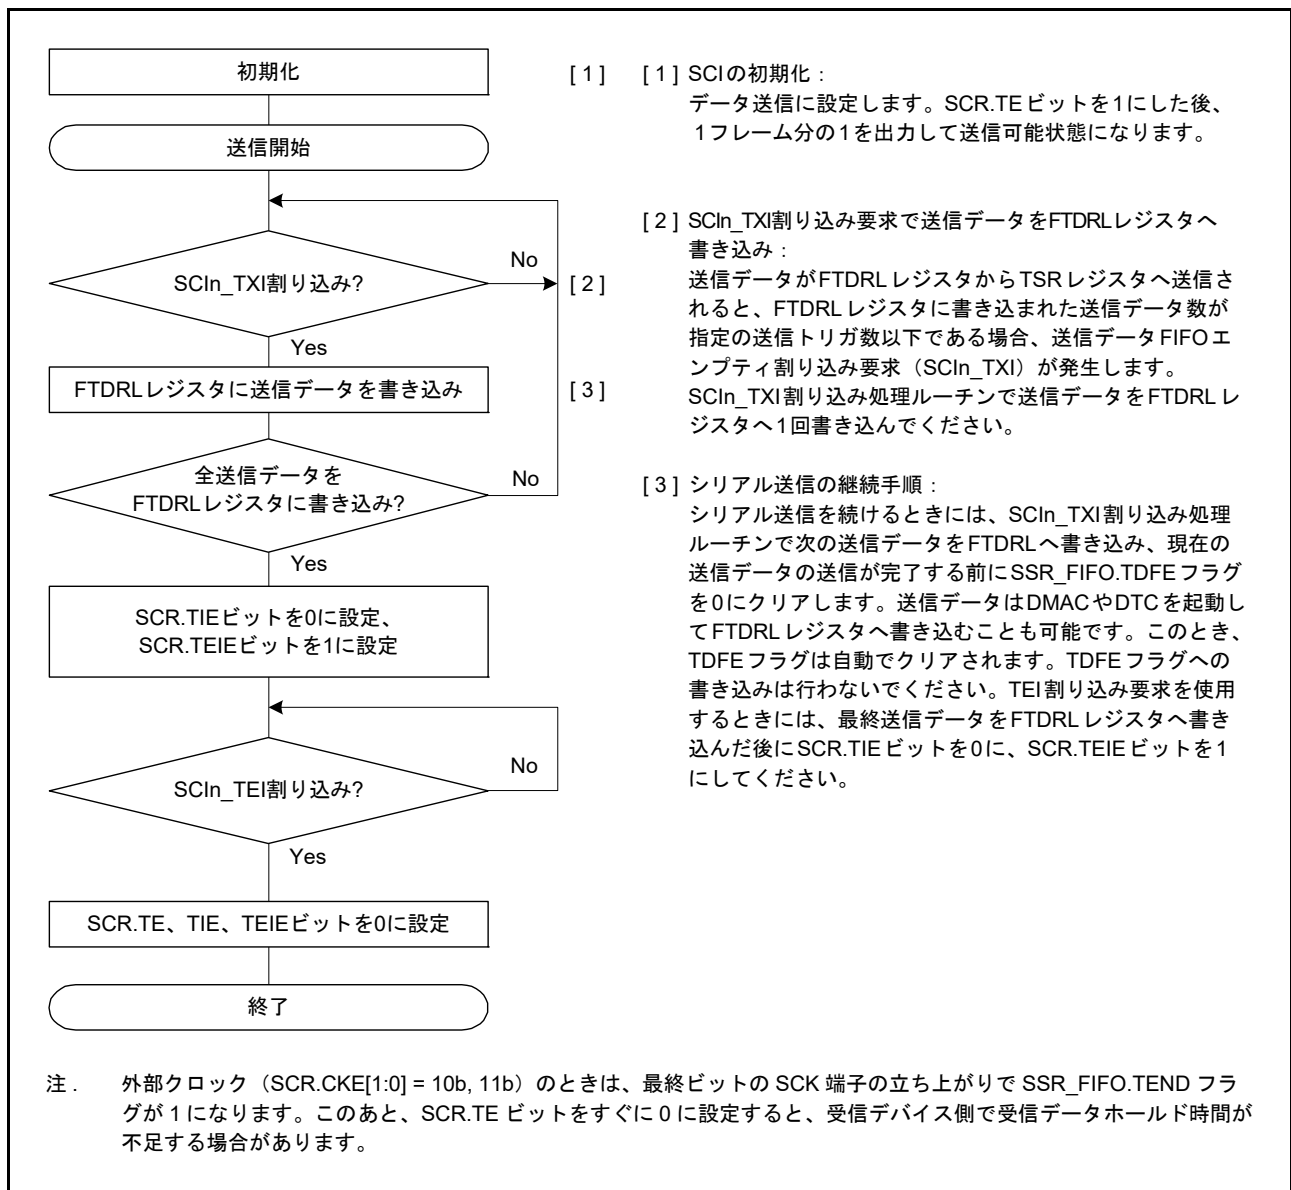 初期化
[ 1 ]
送信開始
SCIn_TXI割り込み?
No
[ 2 ]
Yes
FTDRLレジスタに送信データを書き込み
[ 3 ]
全送信データを
FTDRLレジスタに書き込み?
No
Yes
SCR.TIEビットを0に設定、
SCR.TEIEビットを1に設定
SCIn_TEI割り込み?
No
Yes
SCR.TE、TIE、TEIEビットを0に設定
終了
[ 1 ] SCIの初期化：
データ送信に設定します。SCR.TEビットを1にした後、
1フレーム分の1を出力して送信可能状態になります。
[ 2 ] SCIn_TXI割り込み要求で送信データをFTDRLレジスタへ
書き込み：
送信データがFTDRLレジスタからTSRレジスタへ送信さ
れると、FTDRLレジスタに書き込まれた送信データ数が
指定の送信トリガ数以下である場合、送信データFIFOエ
ンプティ割り込み要求（SCIn_TXI）が発生します。
SCIn_TXI割り込み処理ルーチンで送信データをFTDRLレ
ジスタへ1回書き込んでください。
[ 3 ] シリアル送信の継続手順：
シリアル送信を続けるときには、SCIn_TXI割り込み処理
ルーチンで次の送信データをFTDRLへ書き込み、現在の
送信データの送信が完了する前にSSR_FIFO.TDFEフラグ
を0にクリアします。送信データはDMACやDTCを起動し
てFTDRLレジスタへ書き込むことも可能です。このとき、
TDFEフラグは自動でクリアされます。TDFEフラグへの
書き込みは行わないでください。TEI割り込み要求を使用
するときには、最終送信データをFTDRLレジスタへ書き
込んだ後にSCR.TIEビットを0に、SCR.TEIEビットを1
にしてください。
注 . 外部クロック（SCR.CKE[1:0] = 10b, 11b）のときは、最終ビットの SCK 端子の立ち上がりで SSR_FIFO.TEND フラ
グが 1 になります。このあと、SCR.TE ビットをすぐに 0 に設定すると、受信デバイス側で受信データホールド時間が
不足する場合があります。